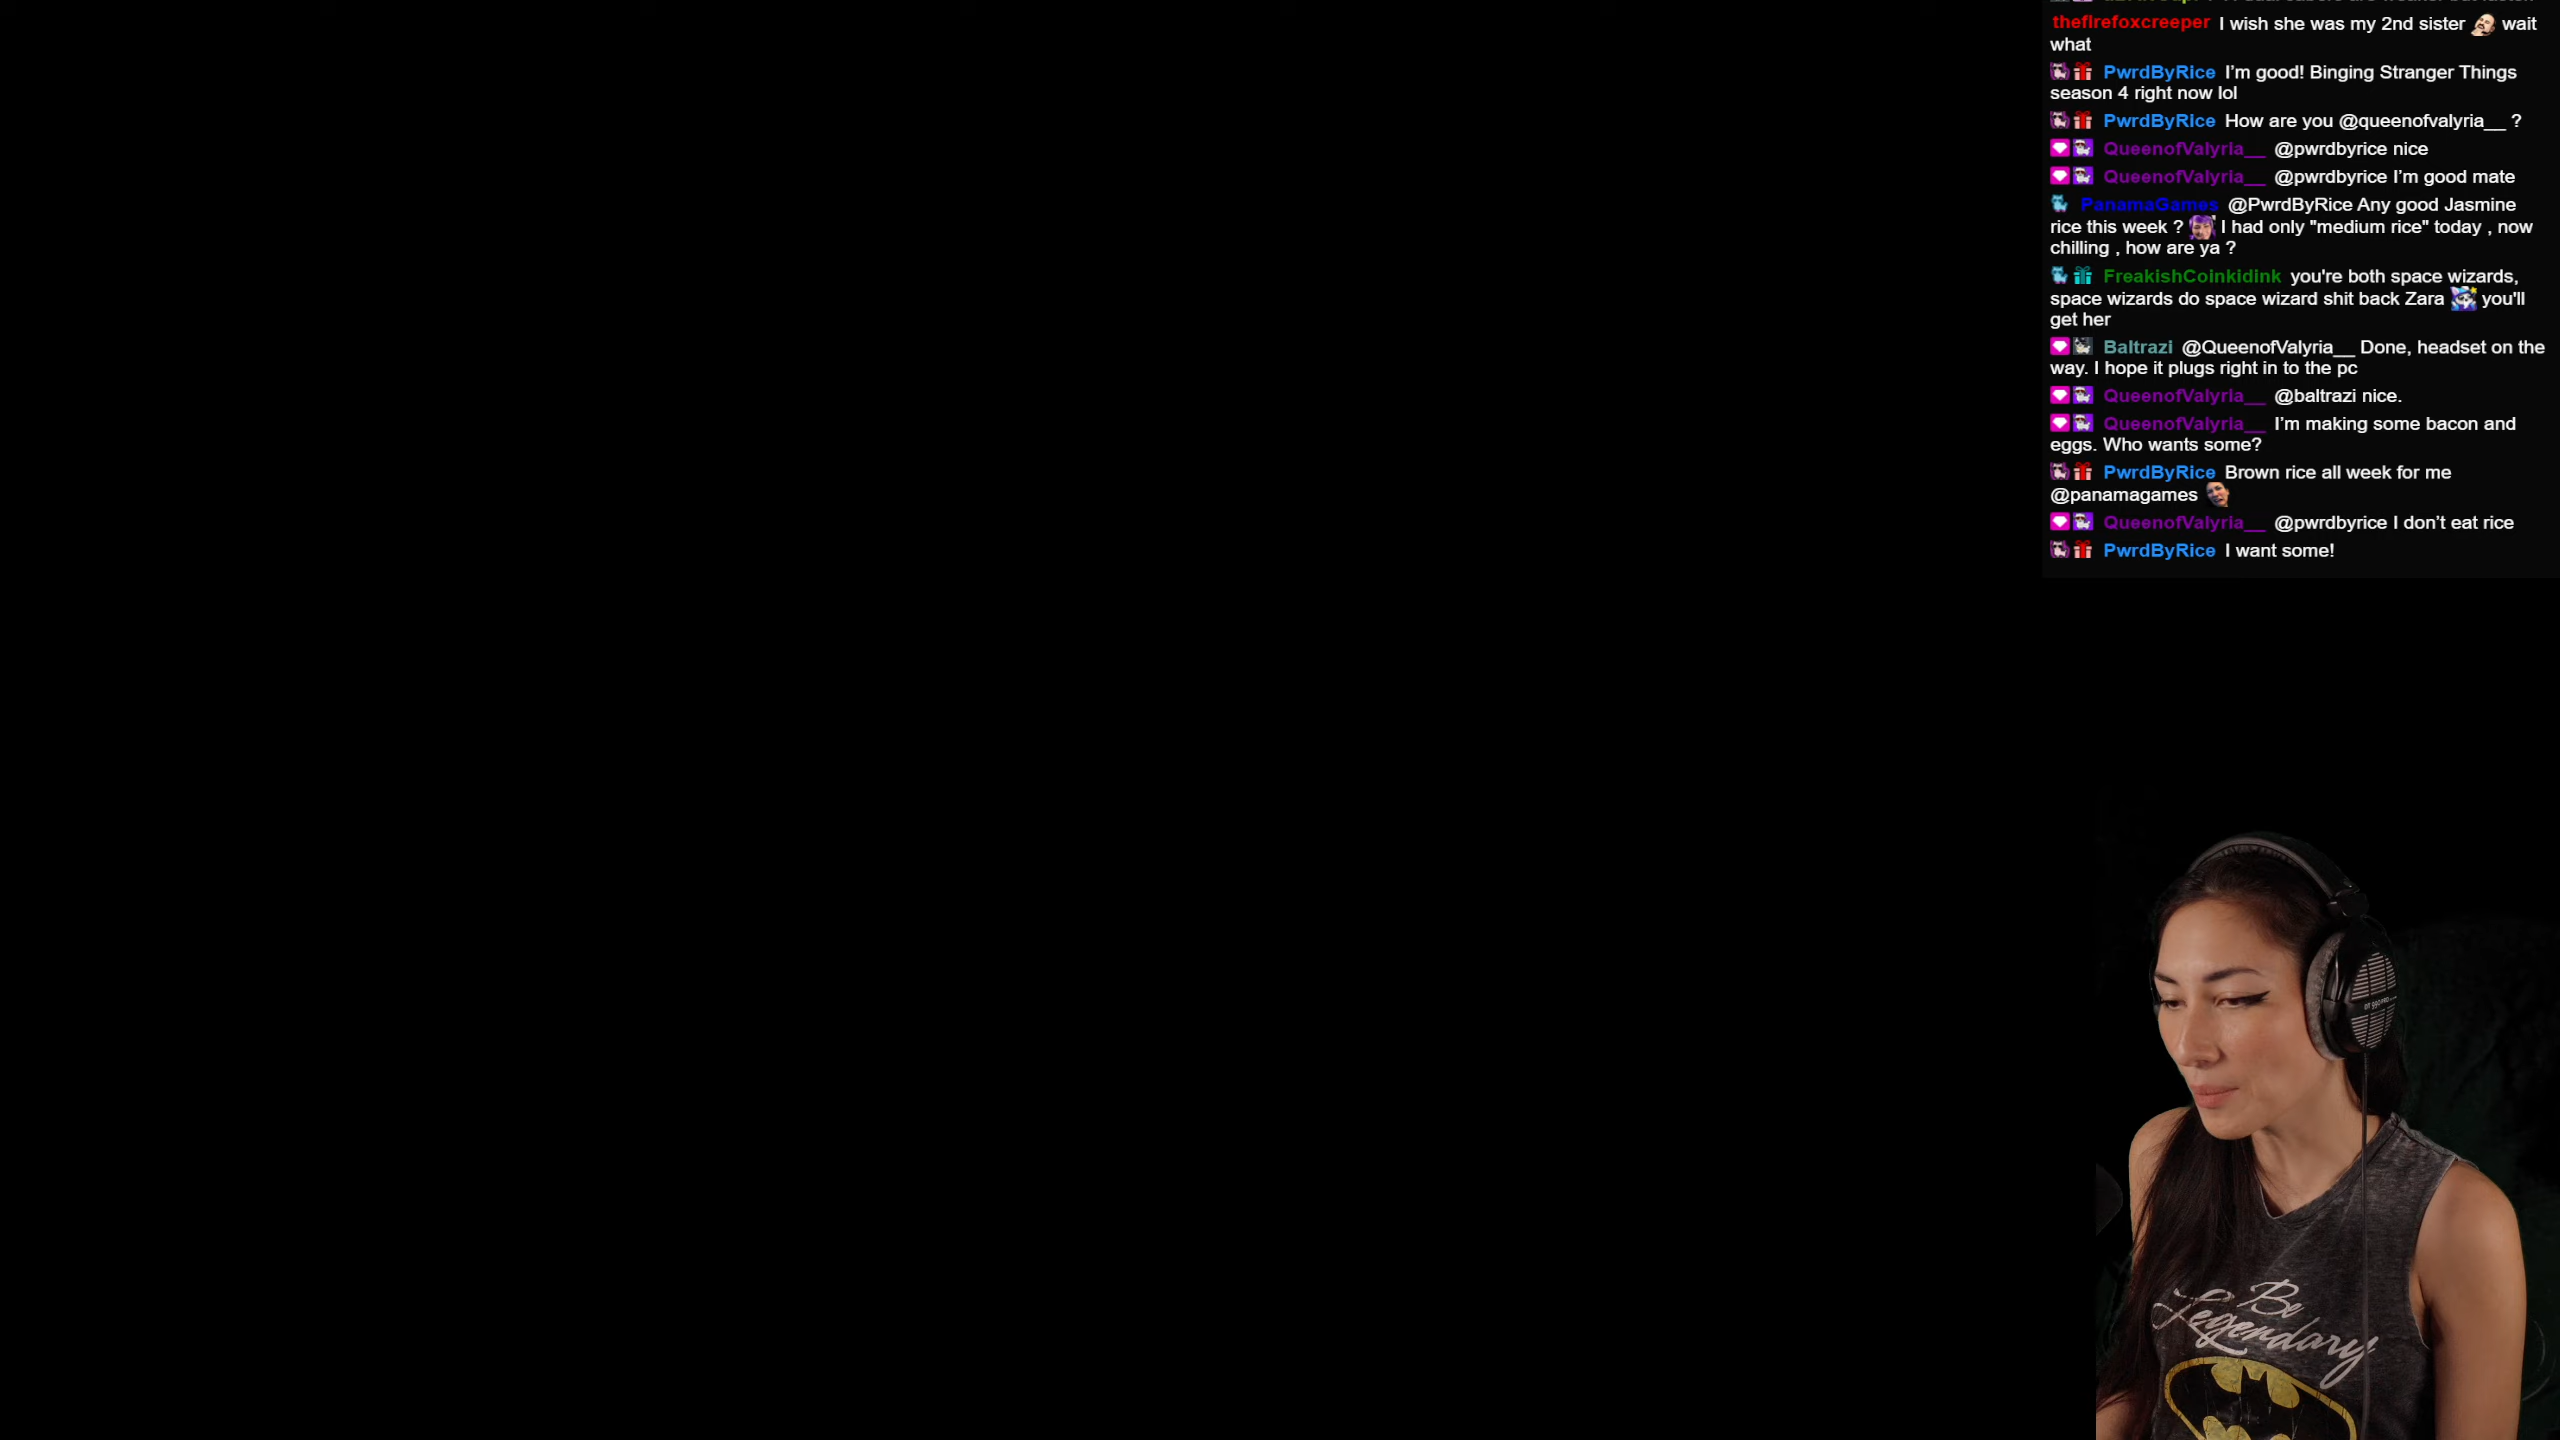 thefirefoxcreeper I wish she was my 2nd sister wait
what
PwrdByRice I’m good! Binging Stranger Things
season 4 right now lol
PwrdByRice How are you @queenofvalyria__ ?
QueenofValyria__ @pwrdbyrice nice
QueenofValyria__ @pwrdbyrice I’m good mate
PanamaGames @PwrdByRice Any good Jasmine
rice this week ? I had only "medium rice" today , now
chilling , how are ya ?
FreakishCoinkidink you're both space wizards,
space wizards do space wizard shit back Zara you'll
get her
Baltrazi @QueenofValyria__ Done, headset on the
way. I hope it plugs right in to the pc
QueenofValyria__ @baltrazi nice.
QueenofValyria__ I’m making some bacon and
eggs. Who wants some?
PwrdByRice Brown rice all week for me
@panamagames
QueenofValyria__ @pwrdbyrice I don’t eat rice
PwrdByRice I want some!
DT 990 PRO
Be
Legendary